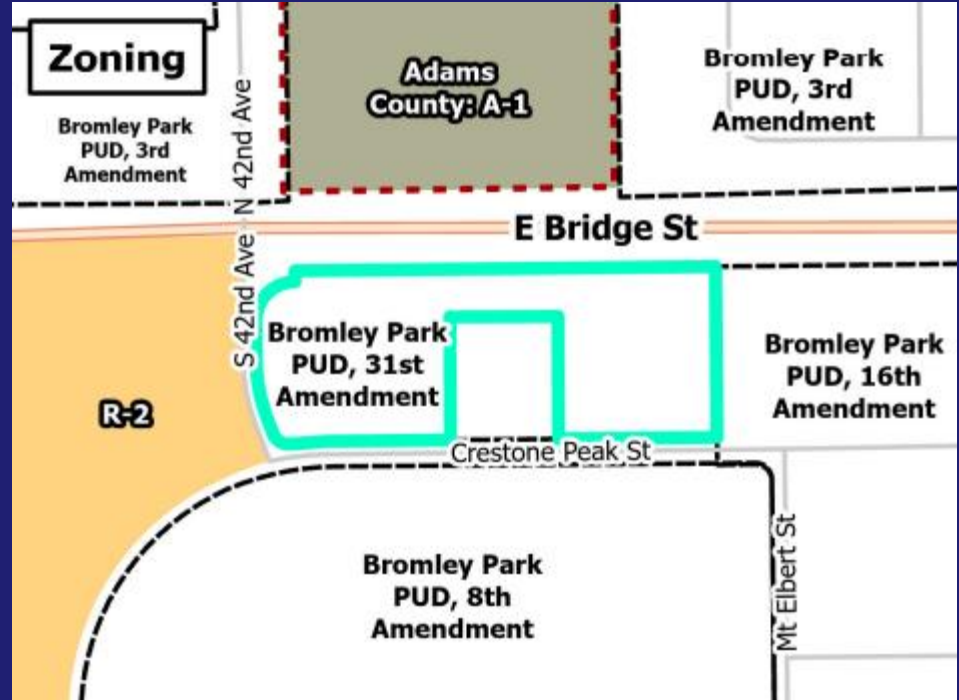 Zoning
Bromley Park
PUD, 3rd
Amendment
N 42nd Ave
Adams
County: A-1
Bromley Park
PUD, 3rd
Amendment
E Bridge St
S 42nd Ave
Bromley Park
PUD, 31st
Amendment
Bromley Park
PUD, 16th
Amendment
R-2
Crestone Peak St
Bromley Park
PUD, 8th
Amendment
Mt Elbert St